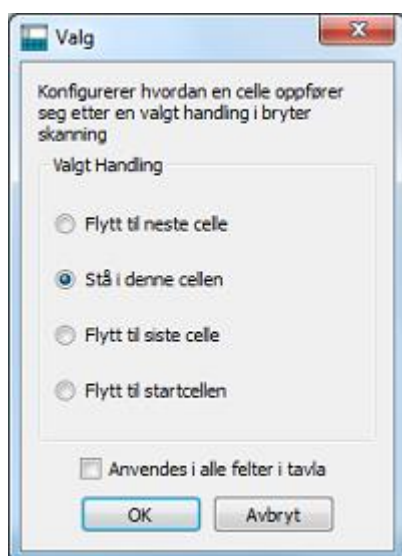 Valg
Konfigurerer hvordan en celle oppfører
seg etter en valgt handling i bryter
skanning
Valgt Handling
Flytt til neste celle
Stå i denne cellen
Flytt til siste celle
Flytt til startcellen
Anvendes i alle felter i tavla
OK Avbryt